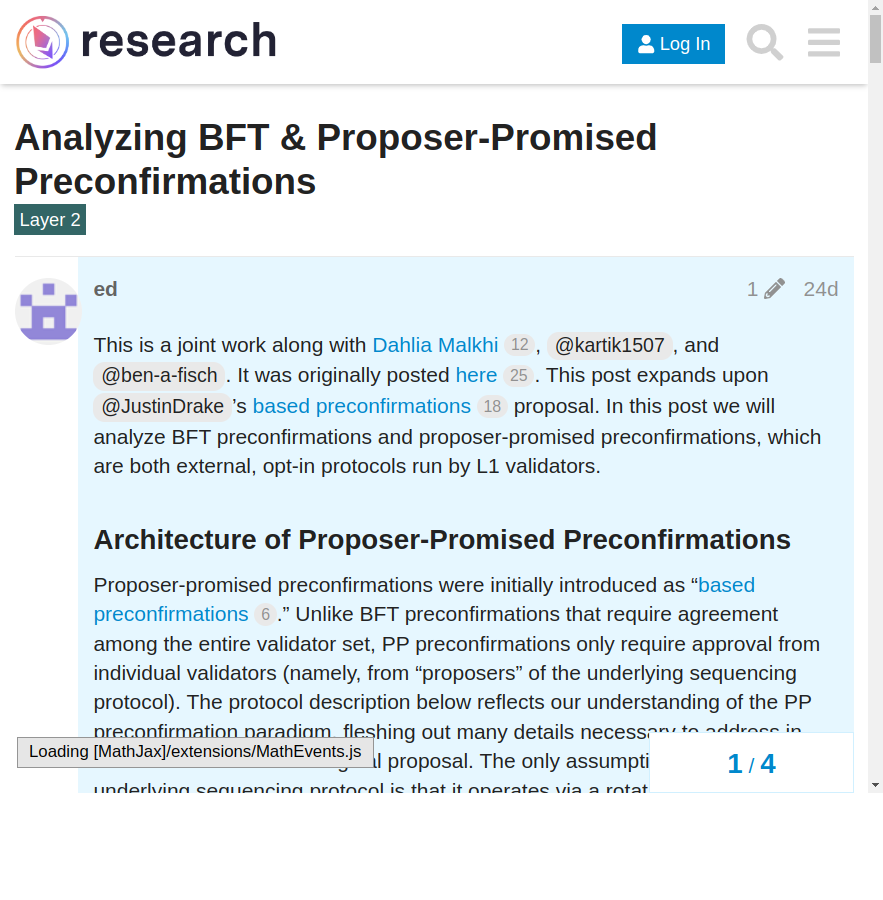 research
Log In
Analyzing BFT & Proposer-Promised
Preconfirmations
Layer 2
ed 1 24d
This is a joint work along with Dahlia Malkhi 12 , @kartik1507 , and
@ben-a-fisch . It was originally posted here 25 . This post expands upon
@JustinDrake ’s based preconfirmations 18 proposal. In this post we will
analyze BFT preconfirmations and proposer-promised preconfirmations, which
are both external, opt-in protocols run by L1 validators.
Architecture of Proposer-Promised Preconfirmations
Proposer-promised preconfirmations were initially introduced as “based
preconfirmations 6 .” Unlike BFT preconfirmations that require agreement
among the entire validator set, PP preconfirmations only require approval from
individual validators (namely, from “proposers” of the underlying sequencing
protocol). The protocol description below reflects our understanding of the PP
preconfirmation paradigm, fleshing out many details necessary to address in
proposal. The only
underlying sequencing protocol is that it operates via a
Loading [MathJax]/extensions/MathEvents.js
1 / 4